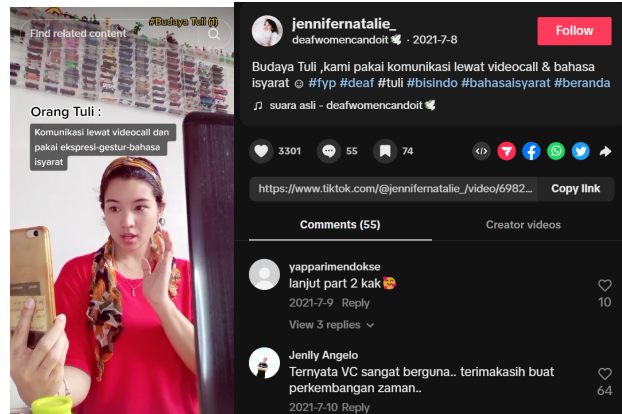 #Budaya Tuli (1)
Find related content
Orang Tuli :
Komunikasi lewat videocall dan
pakai ekspresi-gestur-bahasa
isyarat
jennifernatalie_
deafwomencandoit🕊️ · 2021-7-8
Follow
Budaya Tuli ,kami pakai komunikasi lewat videocall & bahasa
isyarat ☺ #fyp #deaf #tuli #bisindo #bahasaisyarat #beranda
♫ suara asli - deafwomencandoit🕊️
3301
55
74
https://www.tiktok.com/@jennifernatalie_/video/6982...
Copy link
Comments (55)
Creator videos
yapparimendokse
lanjut part 2 kak🥰
2021-7-9 Reply
10
View 3 replies
Jenlly Angelo
Ternyata VC sangat berguna.. terimakasih buat
perkembangan zaman..
64
2021-7-10 Reply